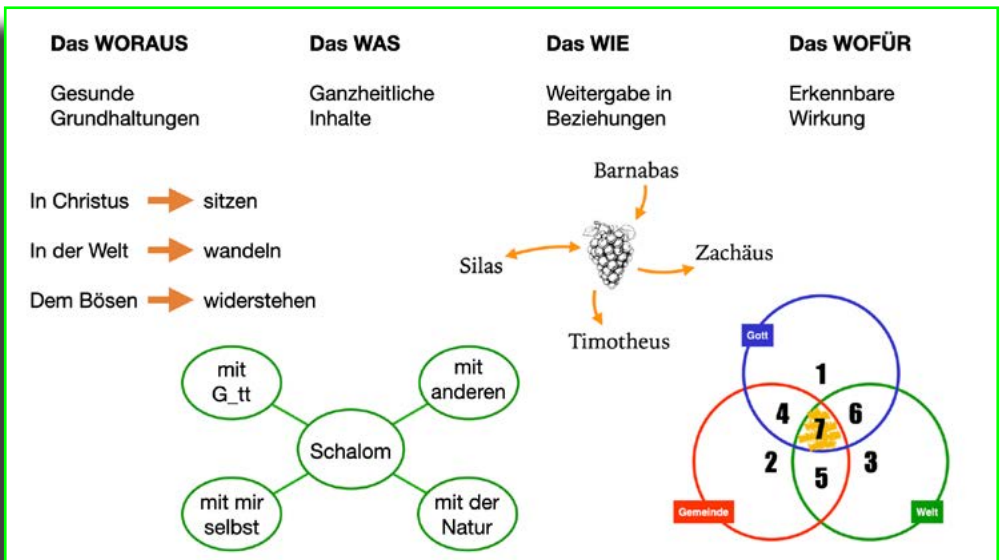 Das WORAUS
Gesunde
Grundhaltungen
Das WAS
Ganzheitliche
Inhalte
Das WIE
Weitergabe in
Beziehungen
Das WOFÜR
Erkennbare
Wirkung
In Christus sitzen
In der Welt wandeln
Dem Bösen widerstehen
Barnabas
Silas
Zachäus
Timotheus
mit
G_tt
mit
anderen
Schalom
mit mir
selbst
mit der
Natur
Gott
1
4
7
6
2
5
3
Gemeinde
Welt